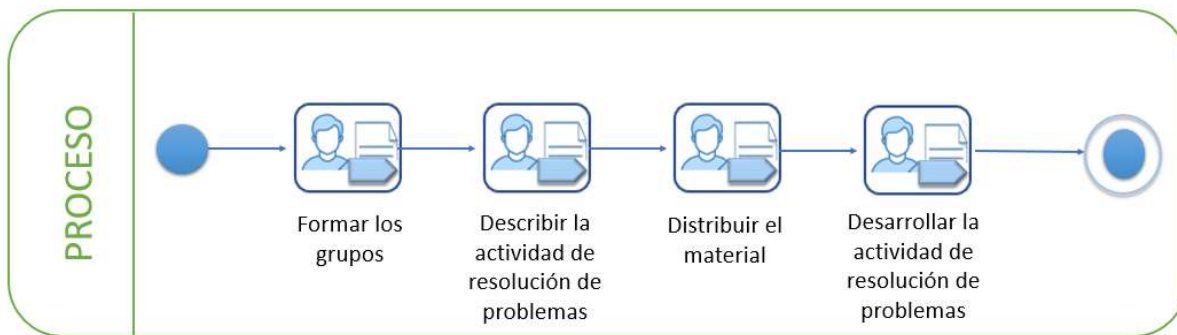 PROCESO
Formar los
grupos
Describir la
actividad de
resolución de
problemas
Distribuir el
material
Desarrollar la
actividad de
resolución de
problemas